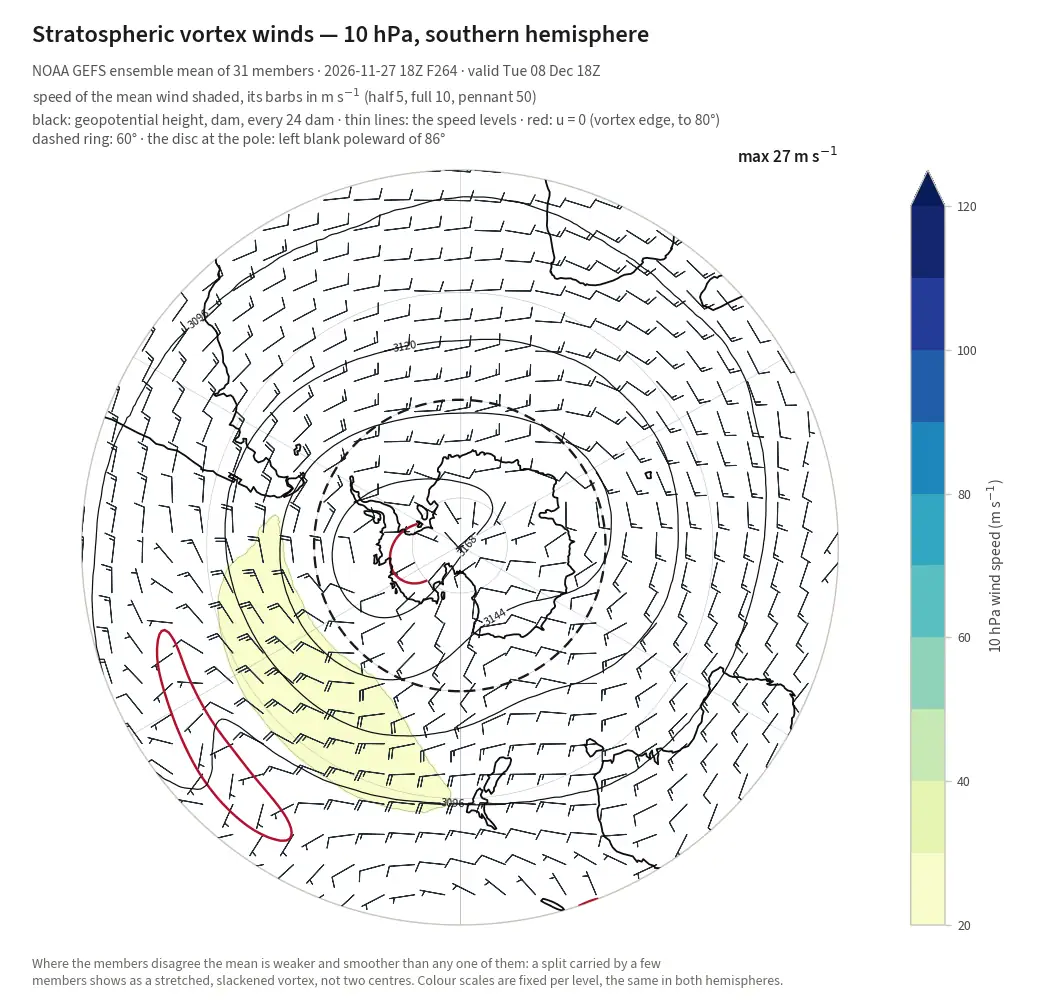 Stratospheric vortex winds — 10 hPa, southern hemisphere
NOAA GEFS ensemble mean of 31 members · 2026-11-27 18Z F264 · valid Tue 08 Dec 18Z
speed of the mean wind shaded, its barbs in m s⁻¹ (half 5, full 10, pennant 50)
black: geopotential height, dam, every 24 dam · thin lines: the speed levels · red: u = 0 (vortex edge, to 80°)
dashed ring: 60° · the disc at the pole: left blank poleward of 86°
max 27 m s⁻¹
120
100
80
60
40
20
10 hPa wind speed (m s⁻¹)
3096
3120
3168
3144
3096
Where the members disagree the mean is weaker and smoother than any one of them: a split carried by a few
members shows as a stretched, slackened vortex, not two centres. Colour scales are fixed per level, the same in both hemispheres.